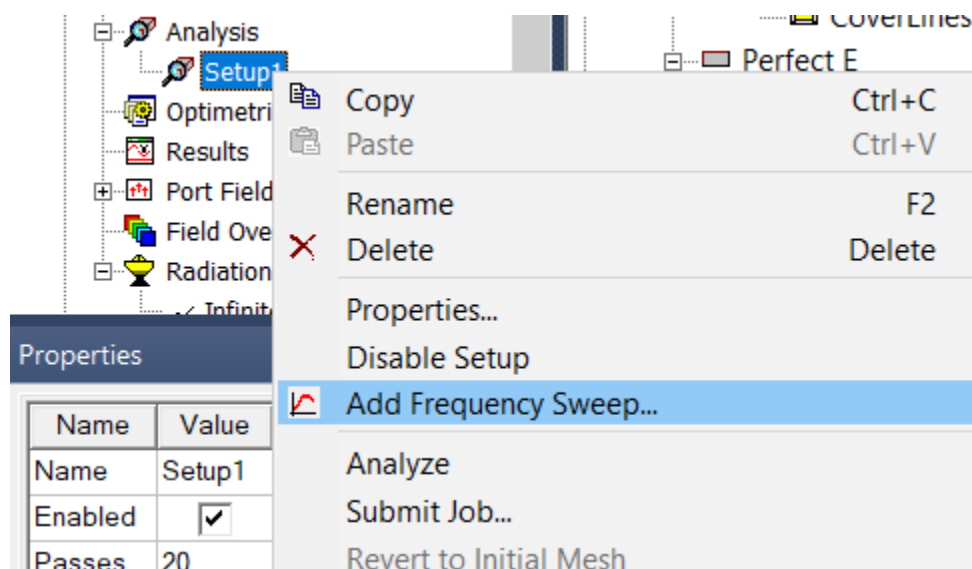 Analysis
Setup1
Optimetri
Results
Port Field
Field Ove
Radiation
Infinite
CoverLines
Perfect E
Copy Ctrl+C
Paste Ctrl+V
Rename F2
Delete Delete
Properties...
Disable Setup
Add Frequency Sweep...
Analyze
Submit Job...
Revert to Initial Mesh
Properties
Name Value
Name Setup1
Enabled
Passes 20